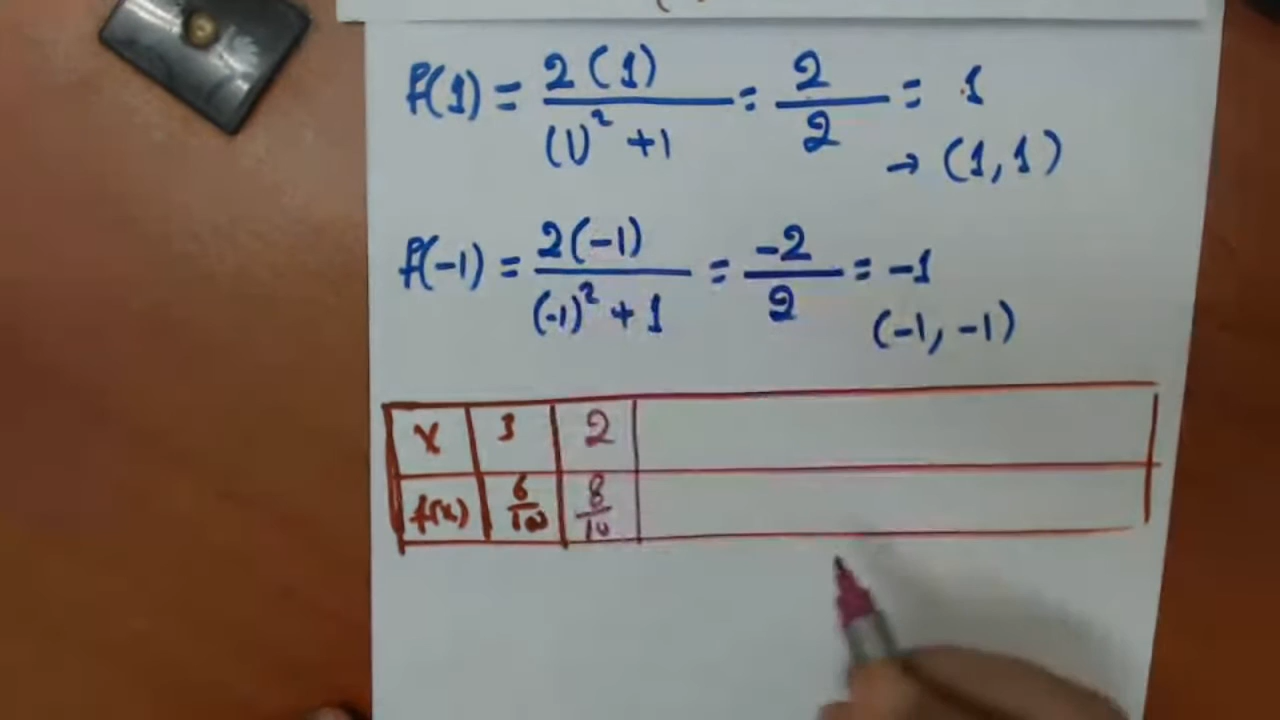 f(1) = 2(1) / (1)² + 1 = 2 / 2 = 1
→ (1, 1)
f(-1) = 2(-1) / (-1)² + 1 = -2 / 2 = -1
(-1, -1)
x 3 2
f(x) 6/10 8/10